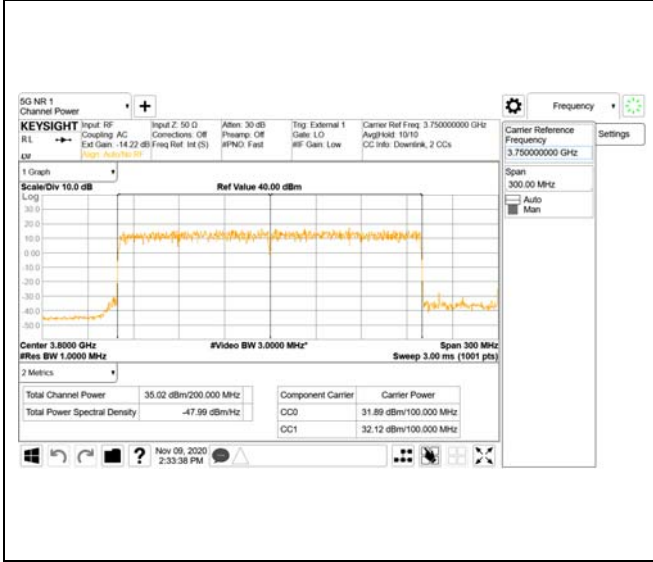 5G NR 1
Channel Power
Frequency
KEYSIGHT
Input: RF
Input Z: 50 Ω
Atten: 30 dB
Trig: External 1
Carrier Ref Freq: 3.750000000 GHz
RL
Coupling: AC
Corrections: Off
Preamp: Off
Gate: LO
Avg|Hold: 10/10
Ext Gain: -14.22 dB
Freq Ref: Int (S)
#PNO: Fast
#IF Gain: Low
CC Info: Downlink, 2 CCs
Align: Auto/No RF
Carrier Reference
Frequency
3.750000000 GHz
Settings
Span
300.00 MHz
Auto
Man
1 Graph
Scale/Div 10.0 dB
Ref Value 40.00 dBm
Log
30.0
20.0
10.0
0.00
-10.0
-20.0
-30.0
-40.0
-50.0
Center 3.8000 GHz
#Video BW 3.0000 MHz*
Span 300 MHz
#Res BW 1.0000 MHz
Sweep 3.00 ms (1001 pts)
2 Metrics
Total Channel Power
35.02 dBm/200.000 MHz
Total Power Spectral Density
-47.99 dBm/Hz
Component Carrier
Carrier Power
CC0
31.89 dBm/100.000 MHz
CC1
32.12 dBm/100.000 MHz
?
Nov 09, 2020
2:33:38 PM